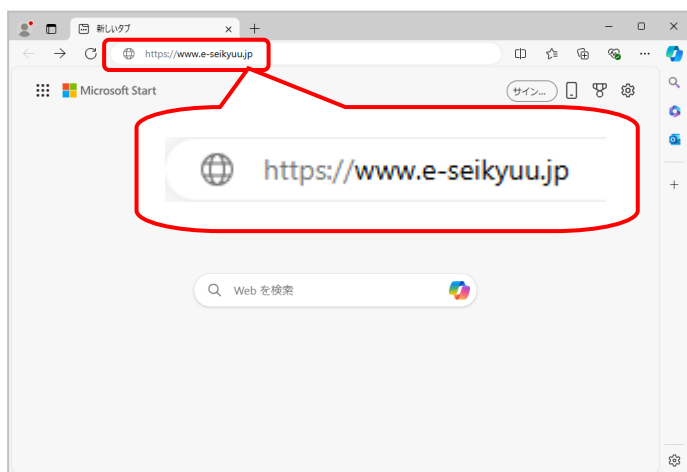 新しいタブ
https://www.e-seikyuu.jp
Microsoft Start
サイン...
https://www.e-seikyuu.jp
Web を検索